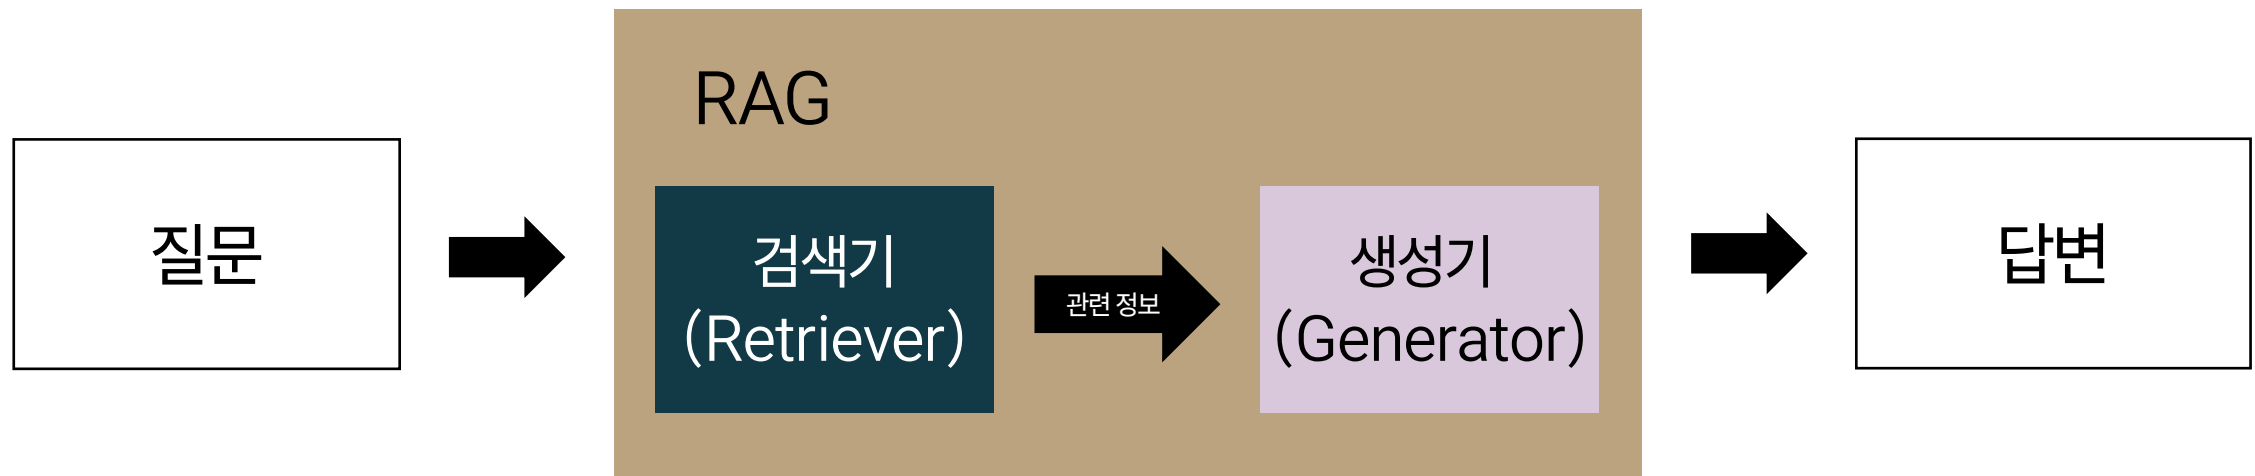 RAG
질문
검색기
(Retriever)
관련 정보
생성기
(Generator)
답변